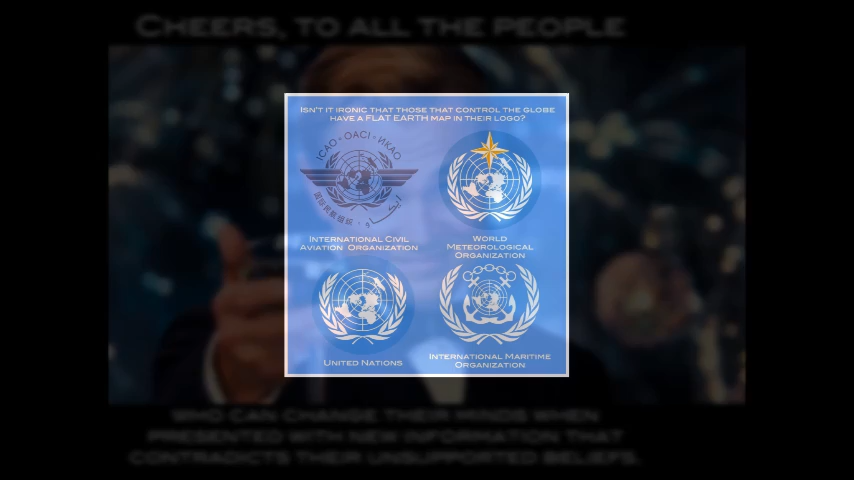 CHEERS, TO ALL THE PEOPLE
ISN'T IT IRONIC THAT THOSE THAT CONTROL THE GLOBE
HAVE A FLAT EARTH MAP IN THEIR LOGO?
ICAO · OACI · ИКАО
INTERNATIONAL CIVIL
AVIATION ORGANIZATION
WORLD
METEOROLOGICAL
ORGANIZATION
UNITED NATIONS
INTERNATIONAL MARITIME
ORGANIZATION
WHO CAN CHANGE THEIR MINDS WHEN
PRESENTED WITH NEW INFORMATION THAT
CONTRADICTS THEIR UNSUPPORTED BELIEFS.